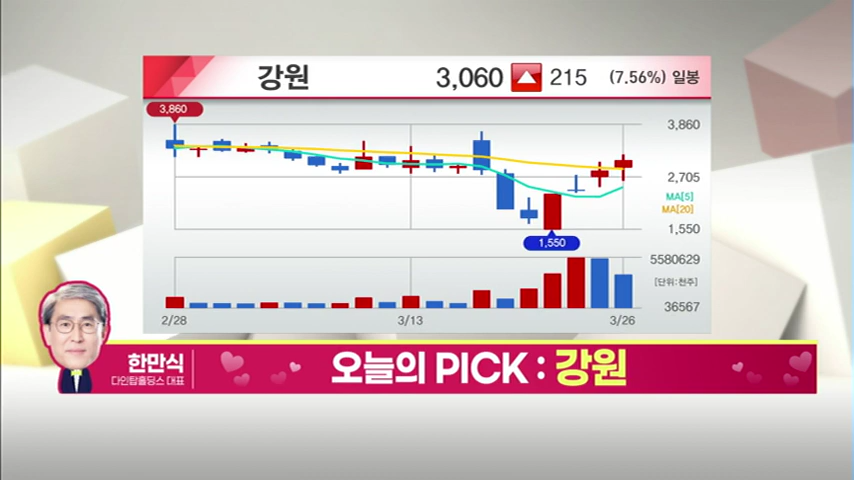 강원 3,060 215 (7.56%) 일봉
3,860
3,860
2,705
MA[5]
MA[20]
1,550
1,550
5580629
[단위:천주]
36567
2/28 3/13 3/26
한만식
다인탑홀딩스 대표
오늘의 PICK : 강원